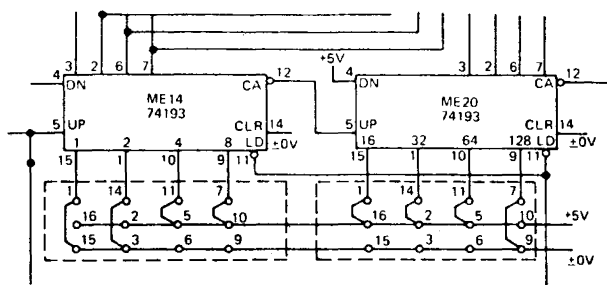 3 2 6 7 3 2 6 7
+5V
4 DN CA 12 4 DN CA 12
ME14 ME20
74193 74193
5 UP CLR 14 5 UP CLR 14
1 2 4 8 LD ±0V 16 32 64 128 LD ±0V
15 1 10 9 11 15 1 10 9 11
1 14 11 7 1 14 11 7
16 2 5 10 16 2 5 10 +5V
15 3 6 9 15 3 6 9 ±0V